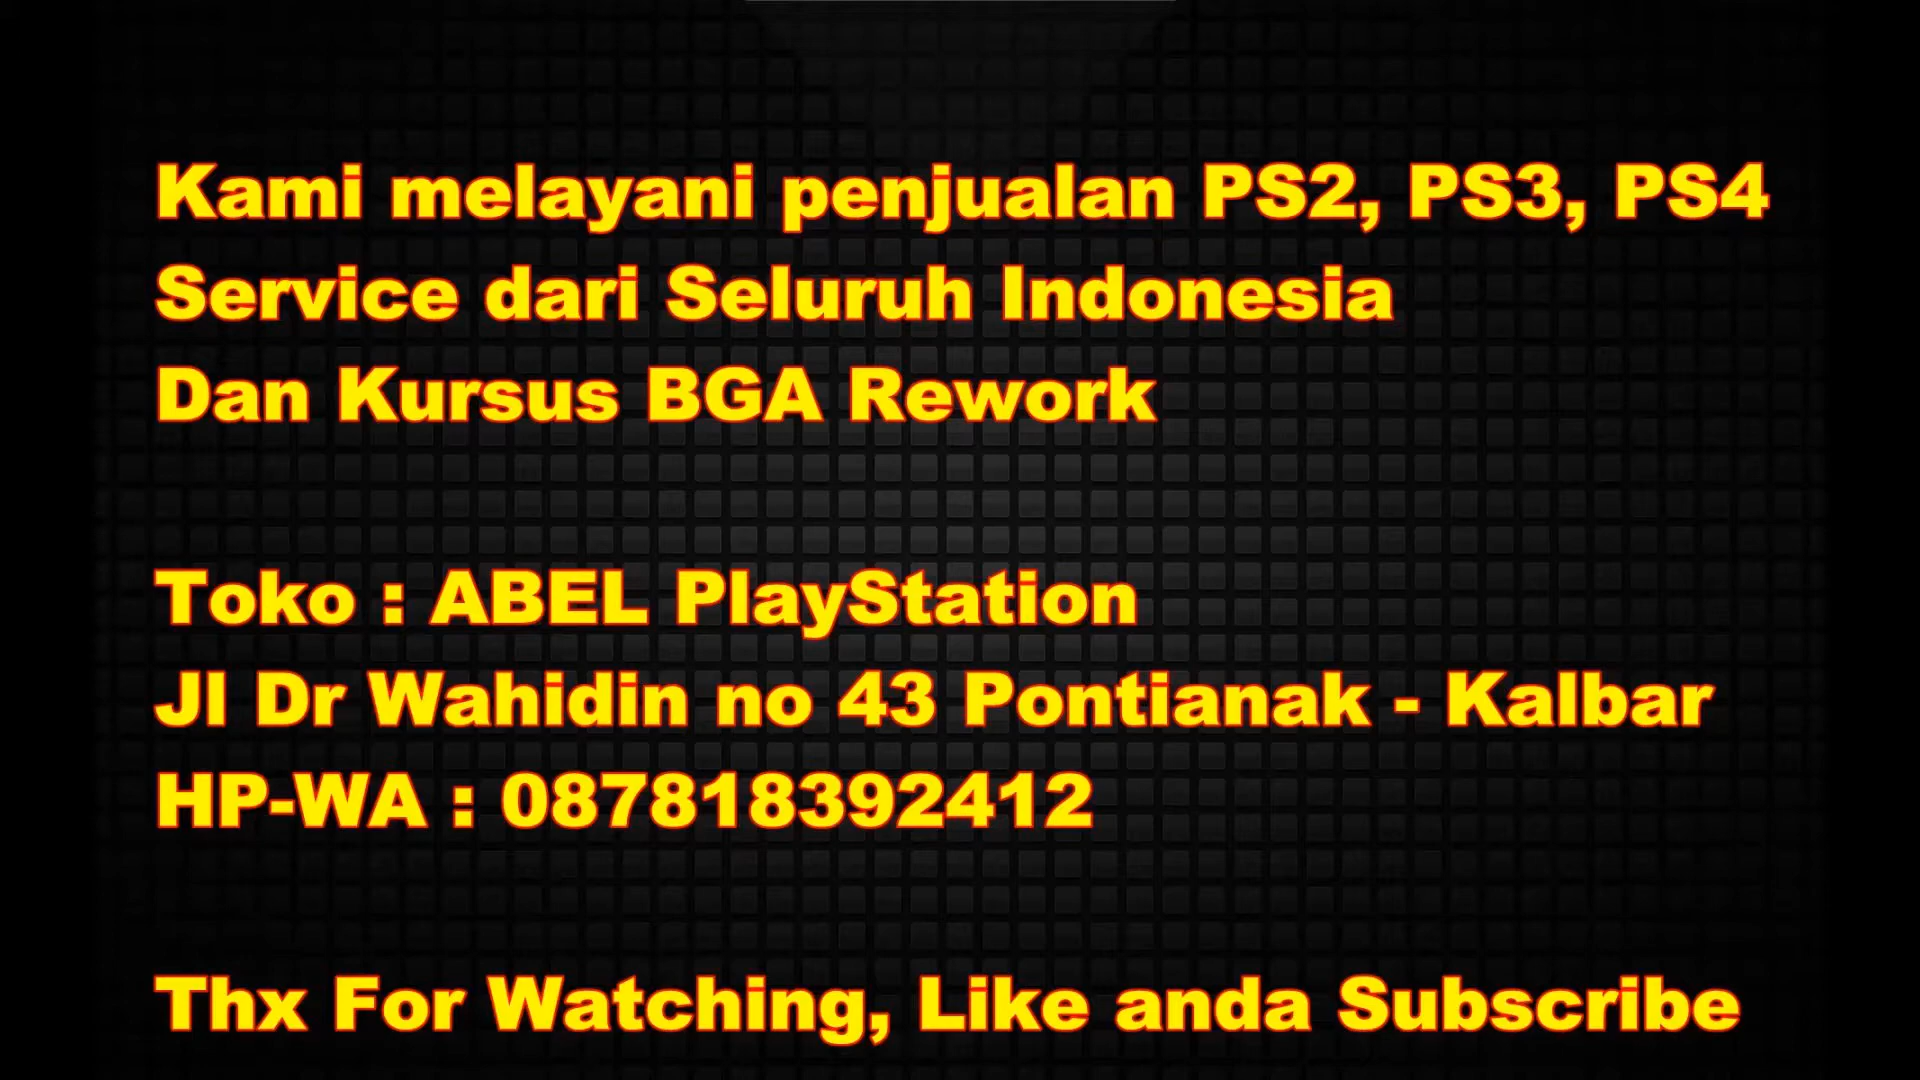 Kami melayani penjualan PS2, PS3, PS4
Service dari Seluruh Indonesia
Dan Kursus BGA Rework
Toko : ABEL PlayStation
Jl Dr Wahidin no 43 Pontianak - Kalbar
HP-WA : 087818392412
Thx For Watching, Like anda Subscribe